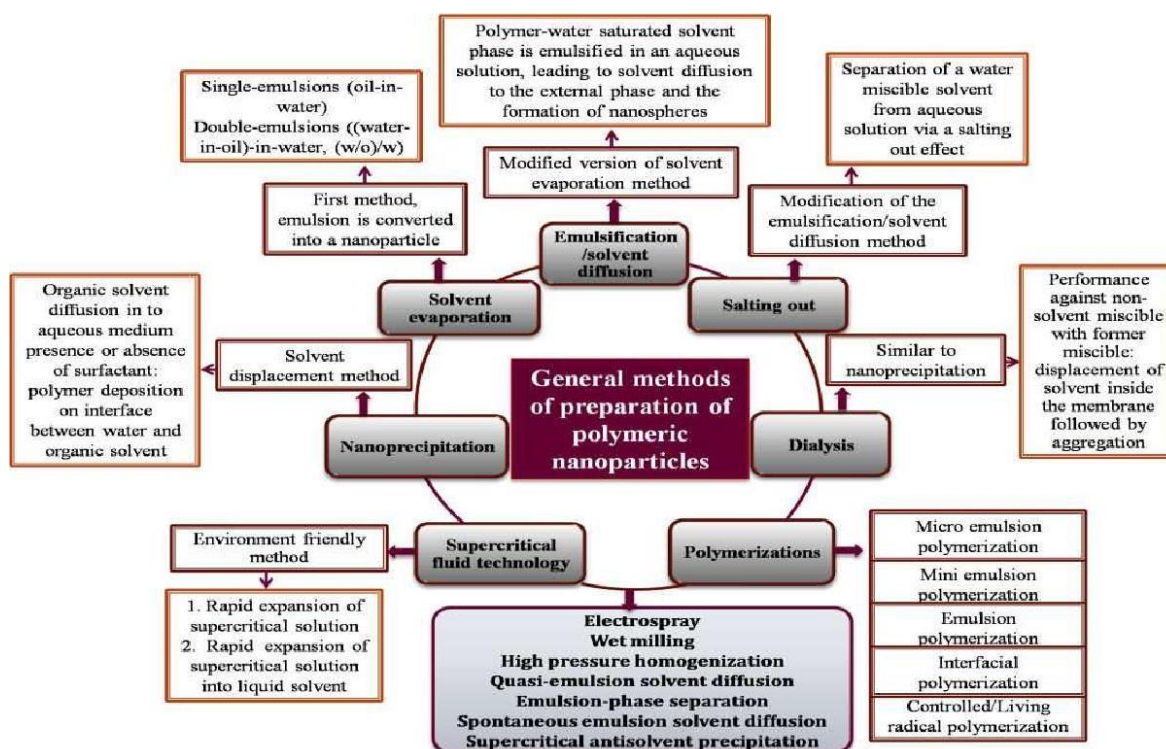 Polymer-water saturated solvent
phase is emulsified in an aqueous
solution, leading to solvent diffusion
to the external phase and the
formation of nanospheres
Separation of a water
miscible solvent
from aqueous
solution via a salting
out effect
Single-emulsions (oil-in-
water)
Double-emulsions ((water-
in-oil)-in-water, (w/o)/w)
Modified version of solvent
evaporation method
First method,
emulsion is converted
into a nanoparticle
Modification of the
emulsification/solvent
diffusion method
Emulsification
/solvent
diffusion
Solvent
evaporation
Salting out
Organic solvent
diffusion in to
aqueous medium
presence or absence
of surfactant:
polymer deposition
on interface
between water and
organic solvent
Solvent
displacement method
Similar to
nanoprecipitation
Performance
against non-
solvent miscible
with former
miscible:
displacement of
solvent inside
the membrane
followed by
aggregation
General methods
of preparation of
polymeric
nanoparticles
Nanoprecipitation
Dialysis
Environment friendly
method
Supercritical
fluid technology
Polymerizations
Micro emulsion
polymerization
Mini emulsion
polymerization
Emulsion
polymerization
Interfacial
polymerization
Controlled/Living
radical polymerization
1. Rapid expansion of
supercritical solution
2. Rapid expansion of
supercritical solution
into liquid solvent
Electrospray
Wet milling
High pressure homogenization
Quasi-emulsion solvent diffusion
Emulsion-phase separation
Spontaneous emulsion solvent diffusion
Supercritical antisolvent precipitation